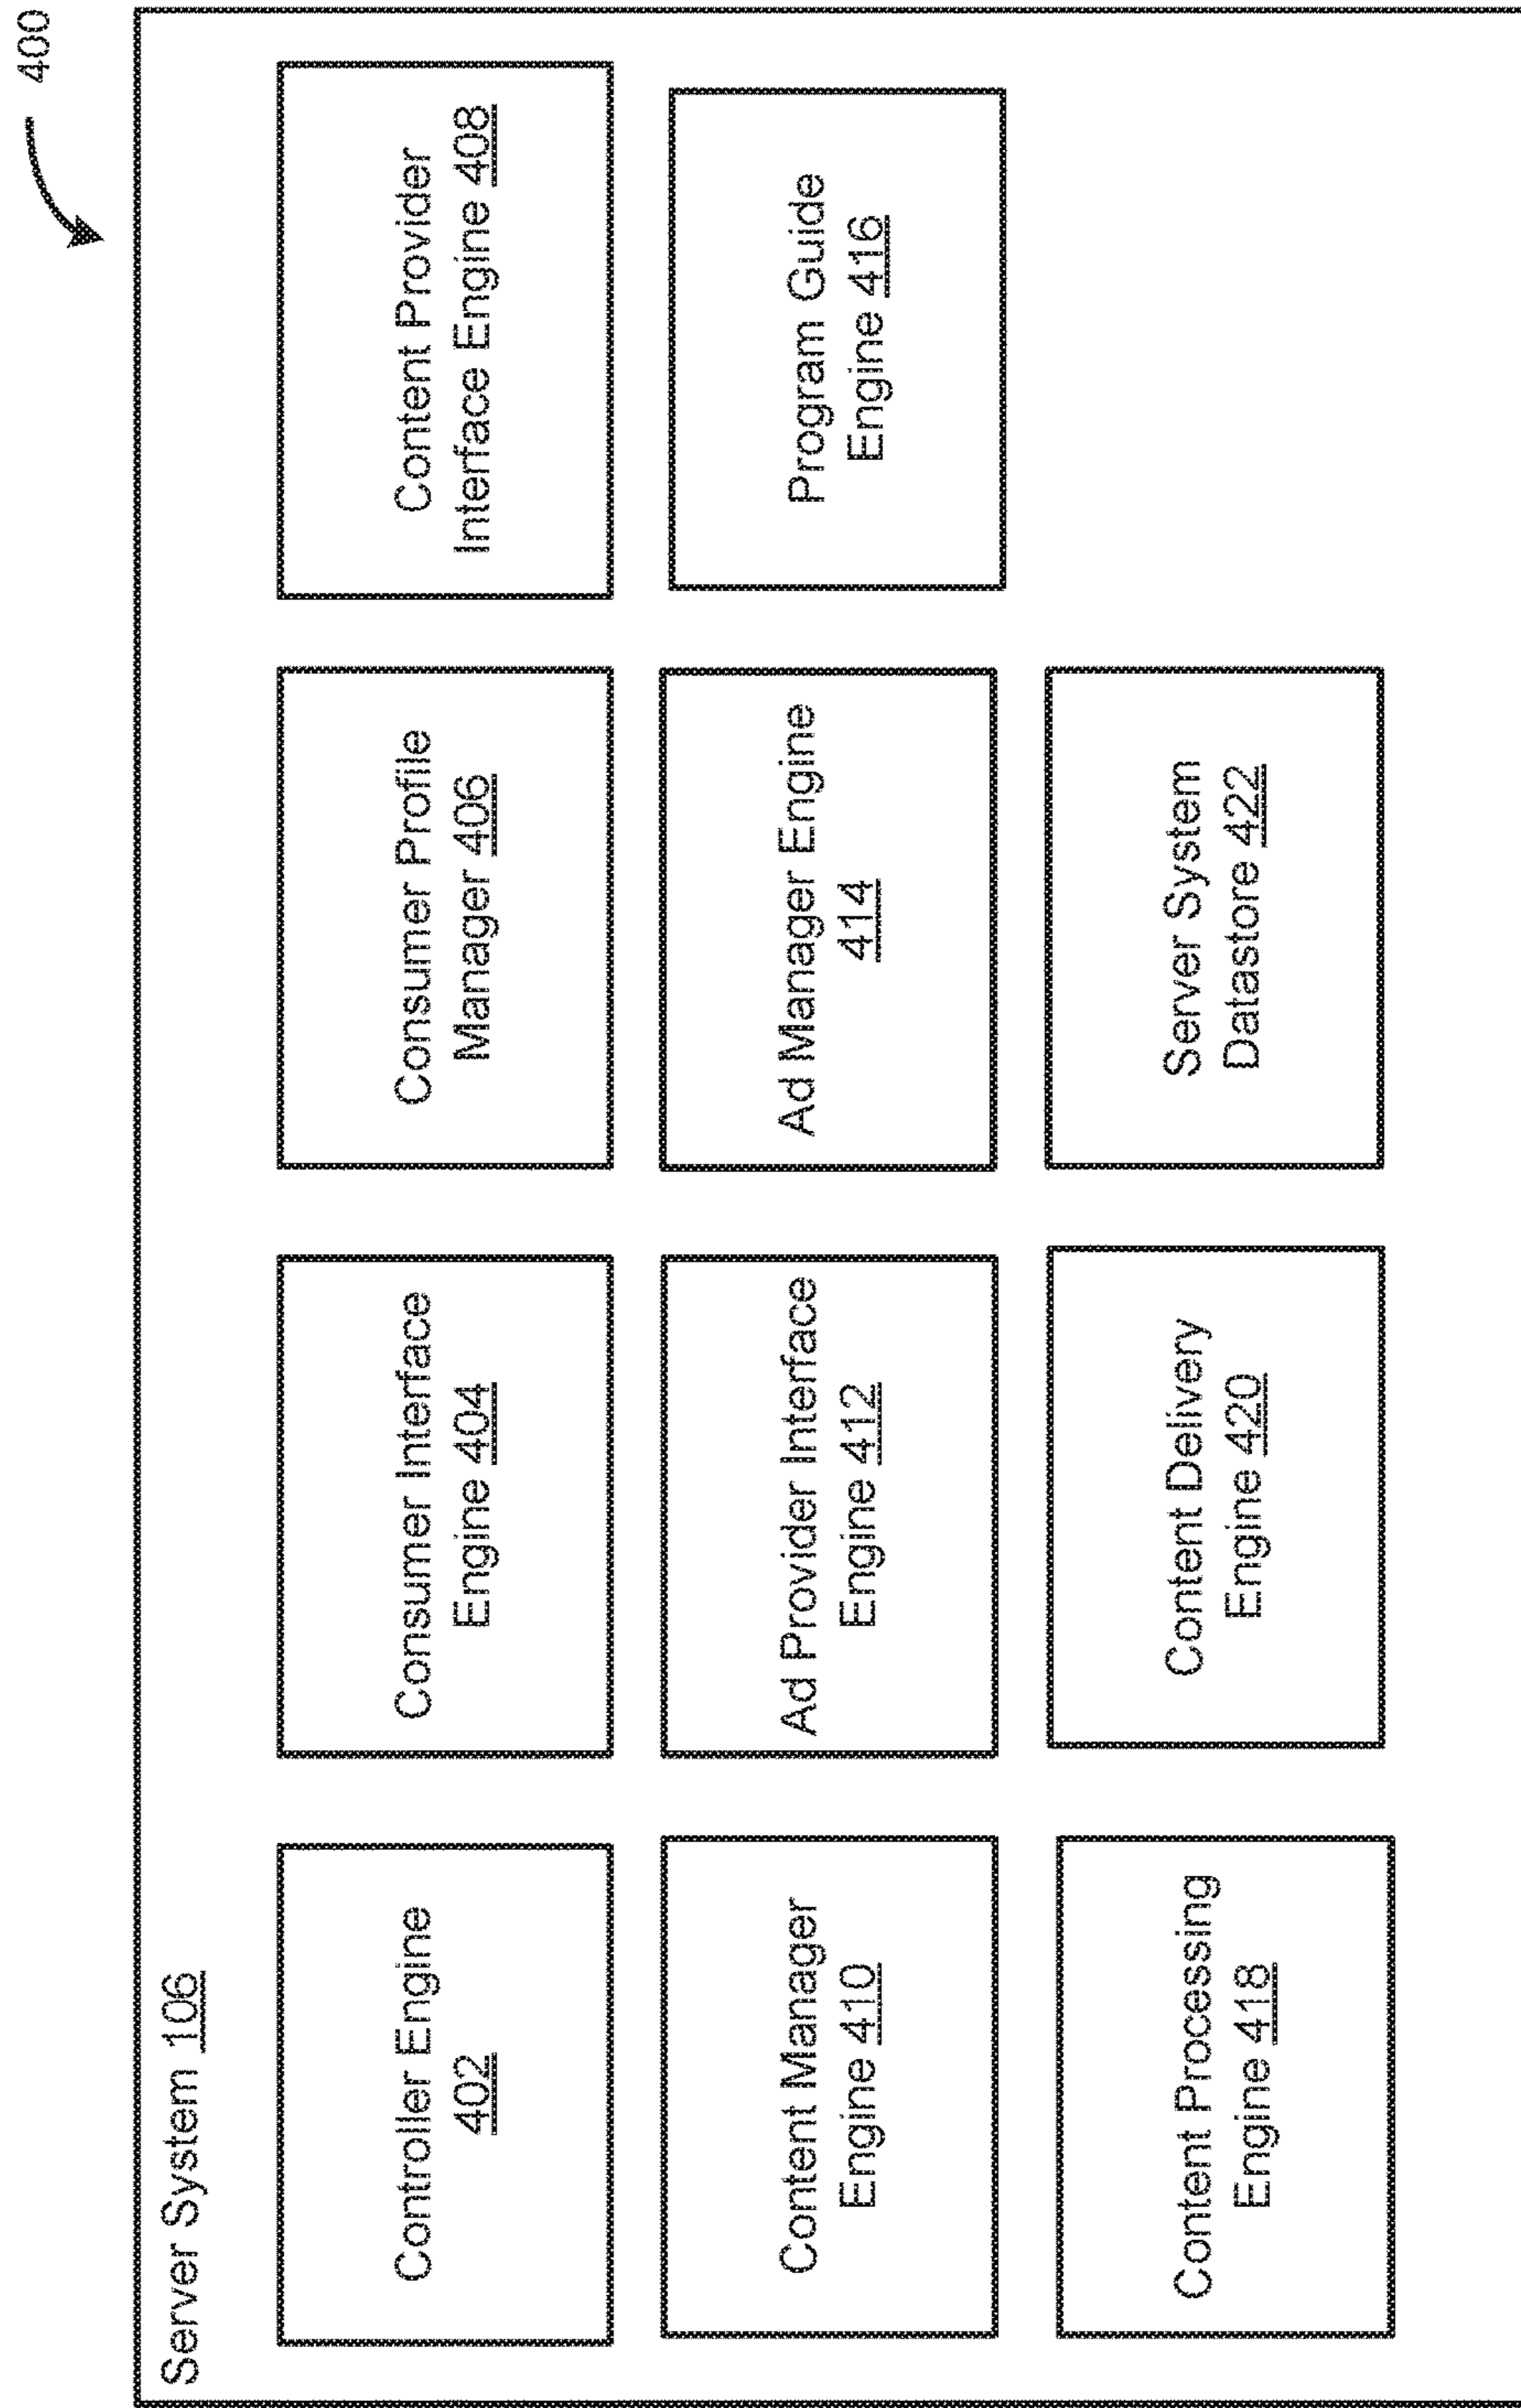 400
Server System 106
Controller Engine
402
Consumer Interface
Engine 404
Consumer Profile
Manager 406
Content Provider
Interface Engine 408
Content Manager
Engine 410
Ad Provider Interface
Engine 412
Ad Manager Engine
414
Program Guide
Engine 416
Content Processing
Engine 418
Content Delivery
Engine 420
Server System
Datastore 422